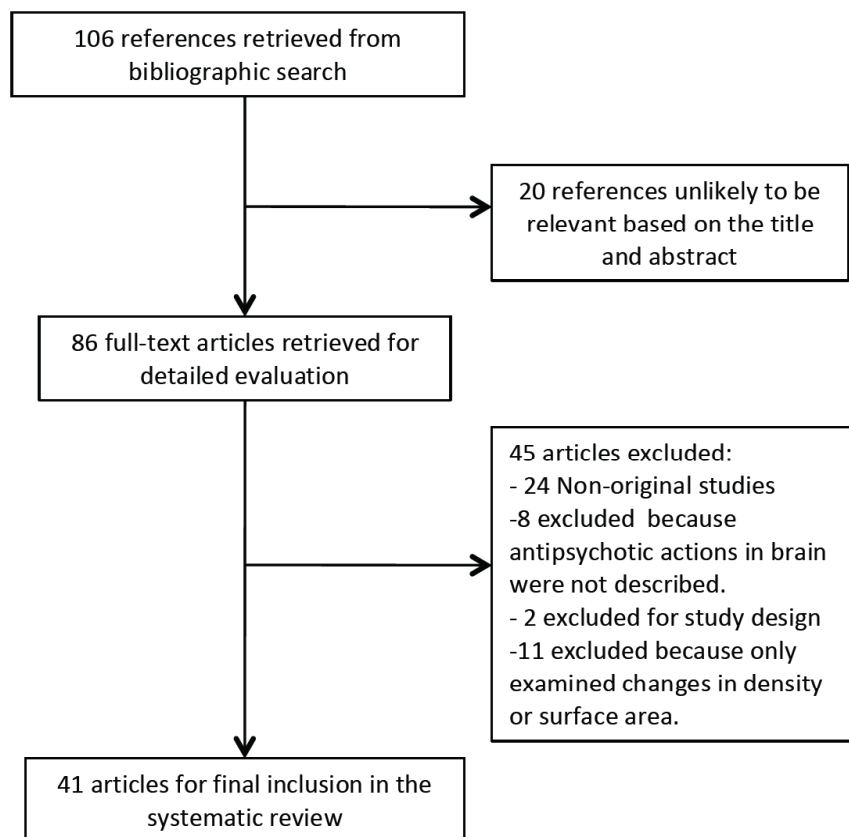 106 references retrieved from
bibliographic search
20 references unlikely to be
relevant based on the title
and abstract
86 full-text articles retrieved for
detailed evaluation
45 articles excluded:
- 24 Non-original studies
-8 excluded  because
antipsychotic actions in brain
were not described.
- 2 excluded for study design
-11 excluded because only
examined changes in density
or surface area.
41 articles for final inclusion in the
systematic review